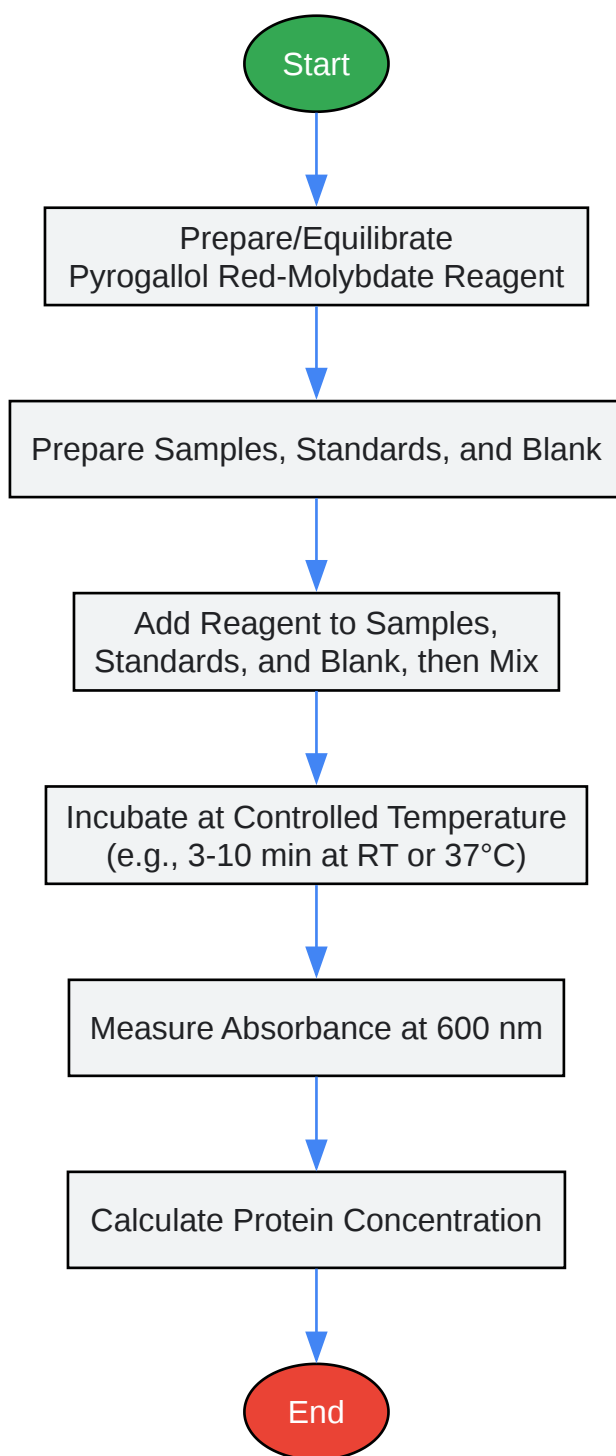 Start
Prepare/Equilibrate
Pyrogallol Red-Molybdate Reagent
Prepare Samples, Standards, and Blank
Add Reagent to Samples,
Standards, and Blank, then Mix
Incubate at Controlled Temperature
(e.g., 3-10 min at RT or 37°C)
Measure Absorbance at 600 nm
Calculate Protein Concentration
End